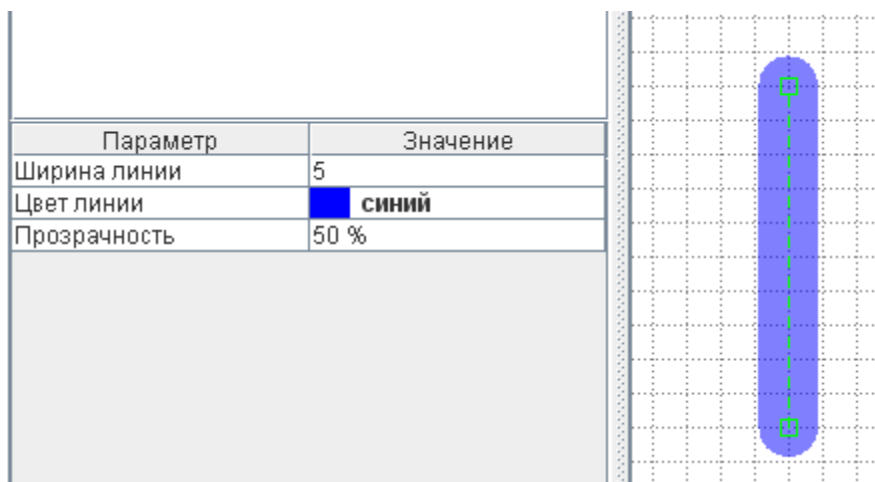 Параметр Значение
Ширина линии 5
Цвет линии синий
Прозрачность 50 %